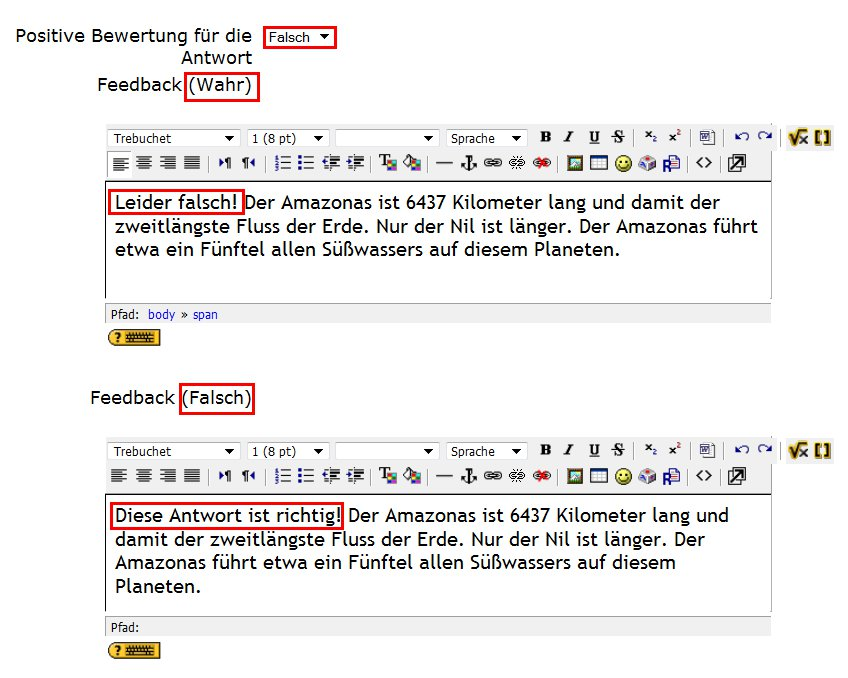 Positive Bewertung für die Falsch
Antwort
Feedback (Wahr)
Trebuchet 1 (8 pt) Sprache B I U S x₂ x²
Leider falsch! Der Amazonas ist 6437 Kilometer lang und damit der
zweitlängste Fluss der Erde. Nur der Nil ist länger. Der Amazonas führt
etwa ein Fünftel allen Süßwassers auf diesem Planeten.
Pfad: body » span
?
Feedback (Falsch)
Trebuchet 1 (8 pt) Sprache B I U S x₂ x²
Diese Antwort ist richtig! Der Amazonas ist 6437 Kilometer lang und
damit der zweitlängste Fluss der Erde. Nur der Nil ist länger. Der
Amazonas führt etwa ein Fünftel allen Süßwassers auf diesem
Planeten.
Pfad:
?